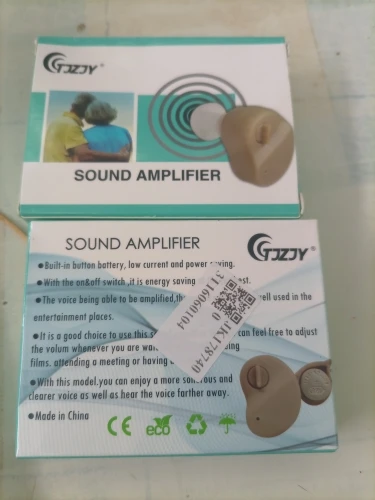 TJZJY®
SOUND AMPLIFIER
SOUND AMPLIFIER
TJZJY®
●Built-in button battery, low current and power saving.
●With the on&off switch ,it is energy saving
●The voice being able to be amplified,th well used in the
entertainment places.
●It is a good choice to use this s can feel free to adjust
the volum whenever you are wa
films. attending a meeting or having
●With this model.you can enjoy a more and
clearer voice as well as hear the voice farther away.
●Made in China
CE eco
3116060104
UK178740